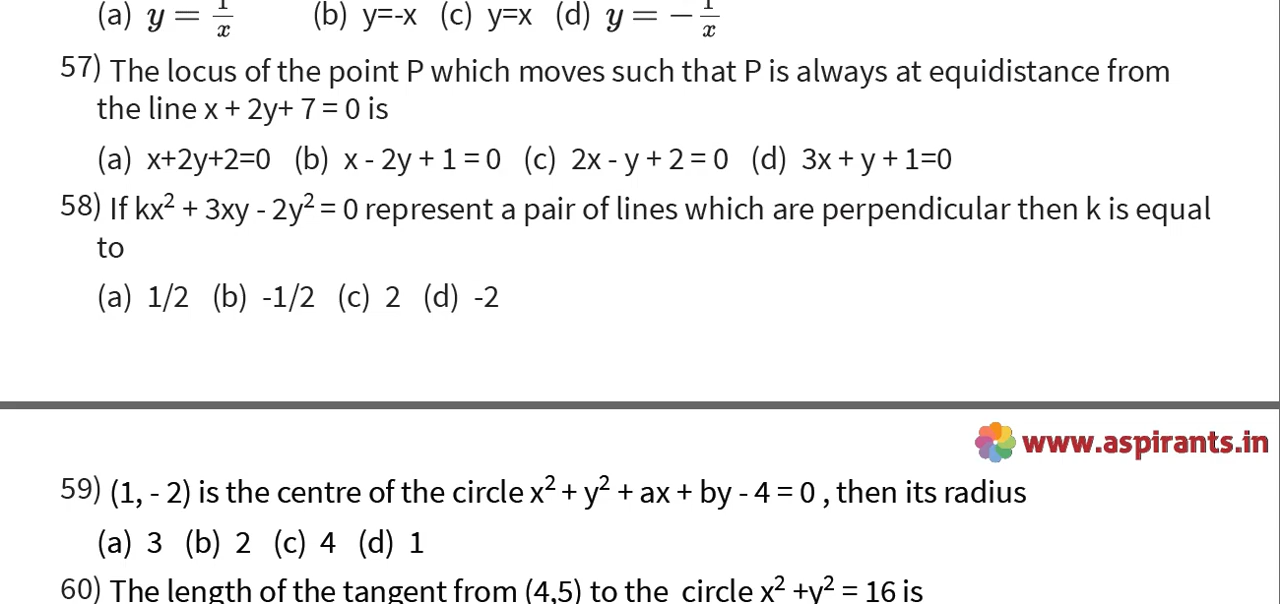 (a) y = 1/x (b) y=-x (c) y=x (d) y = - 1/x
57) The locus of the point P which moves such that P is always at equidistance from
the line x + 2y+ 7 = 0 is
(a) x+2y+2=0 (b) x - 2y + 1 = 0 (c) 2x - y + 2 = 0 (d) 3x + y + 1=0
58) If kx² + 3xy - 2y² = 0 represent a pair of lines which are perpendicular then k is equal
to
(a) 1/2 (b) -1/2 (c) 2 (d) -2
www.aspirants.in
59) (1, - 2) is the centre of the circle x² + y² + ax + by - 4 = 0 , then its radius
(a) 3 (b) 2 (c) 4 (d) 1
60) The length of the tangent from (4,5) to the circle x² +y² = 16 is